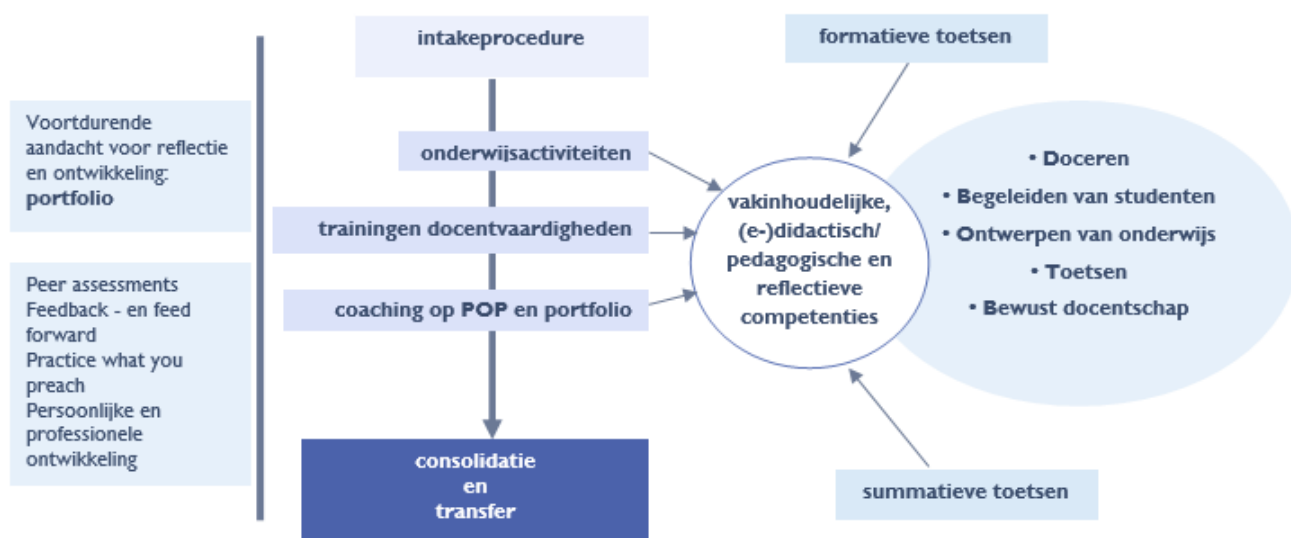 intakeprocedure
formatieve toetsen
Voortdurende
aandacht voor reflectie
en ontwikkeling:
portfolio
onderwijsactiviteiten
trainingen docentvaardigheden
coaching op POP en portfolio
vakinhoudelijke,
(e-)didactisch/
pedagogische en
reflectieve
competenties
• Doceren
• Begeleiden van studenten
• Ontwerpen van onderwijs
• Toetsen
• Bewust docentschap
Peer assessments
Feedback - en feed
forward
Practice what you
preach
Persoonlijke en
professionele
ontwikkeling
consolidatie
en
transfer
summatieve toetsen